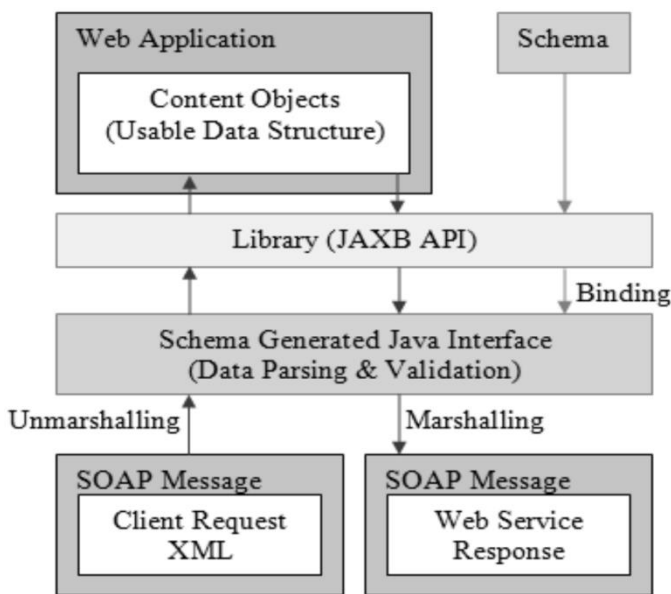 Web Application
Schema
Content Objects
(Usable Data Structure)
Library (JAXB API)
Binding
Schema Generated Java Interface
(Data Parsing & Validation)
Unmarshalling
Marshalling
SOAP Message
Client Request
XML
SOAP Message
Web Service
Response